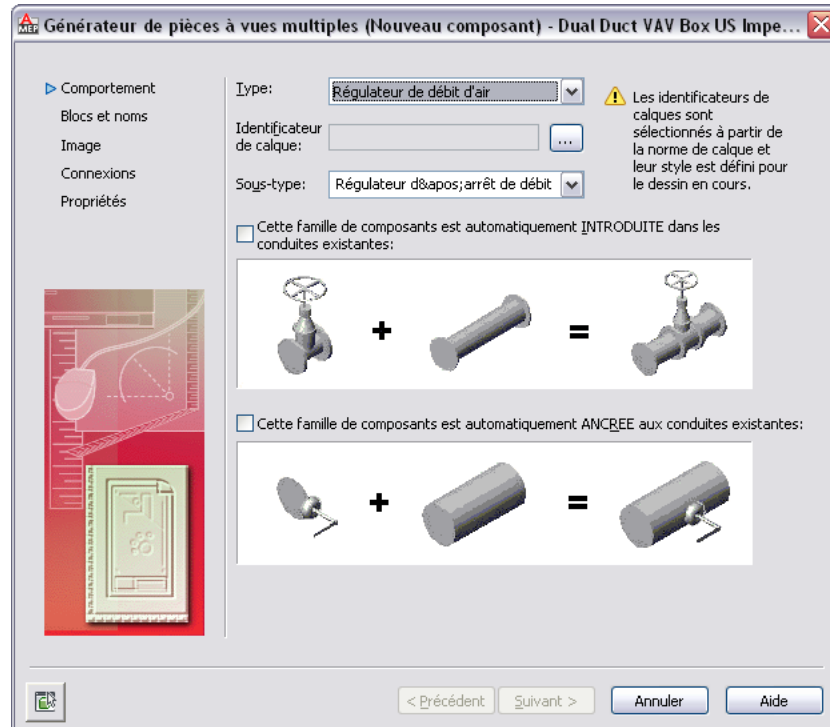 MEP
Générateur de pièces à vues multiples (Nouveau composant) - Dual Duct VAV Box US Impe...
Comportement
Blocs et noms
Image
Connexions
Propriétés
Type:
Régulateur de débit d'air
Identificateur
de calque:
...
Sous-type:
Régulateur d&apos;arrêt de débit
Les identificateurs de
calques sont
sélectionnés à partir de
la norme de calque et
leur style est défini pour
le dessin en cours.
Cette famille de composants est automatiquement INTRODUITE dans les
conduites existantes:
+ =
Cette famille de composants est automatiquement ANCREE aux conduites existantes:
+ =
< Précédent
Suivant >
Annuler
Aide